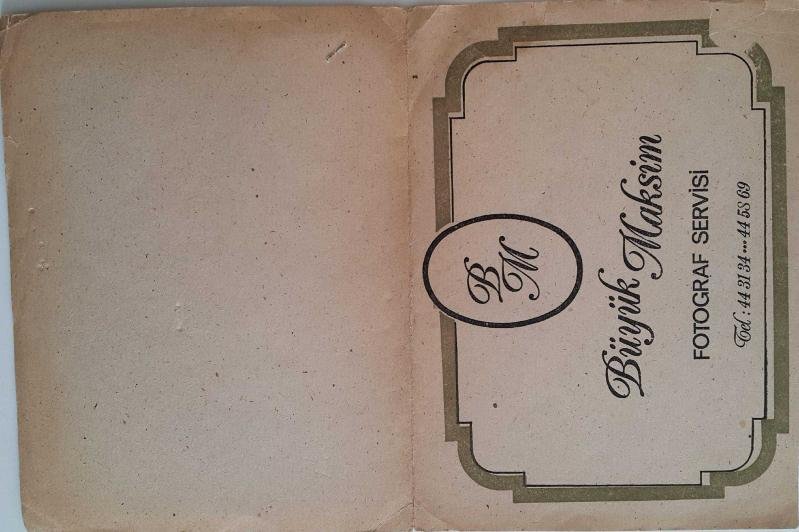 BM
Büyük Maksim
FOTOGRAF SERVİSİ
Tel : 44 31 34 ••• 44 58 69